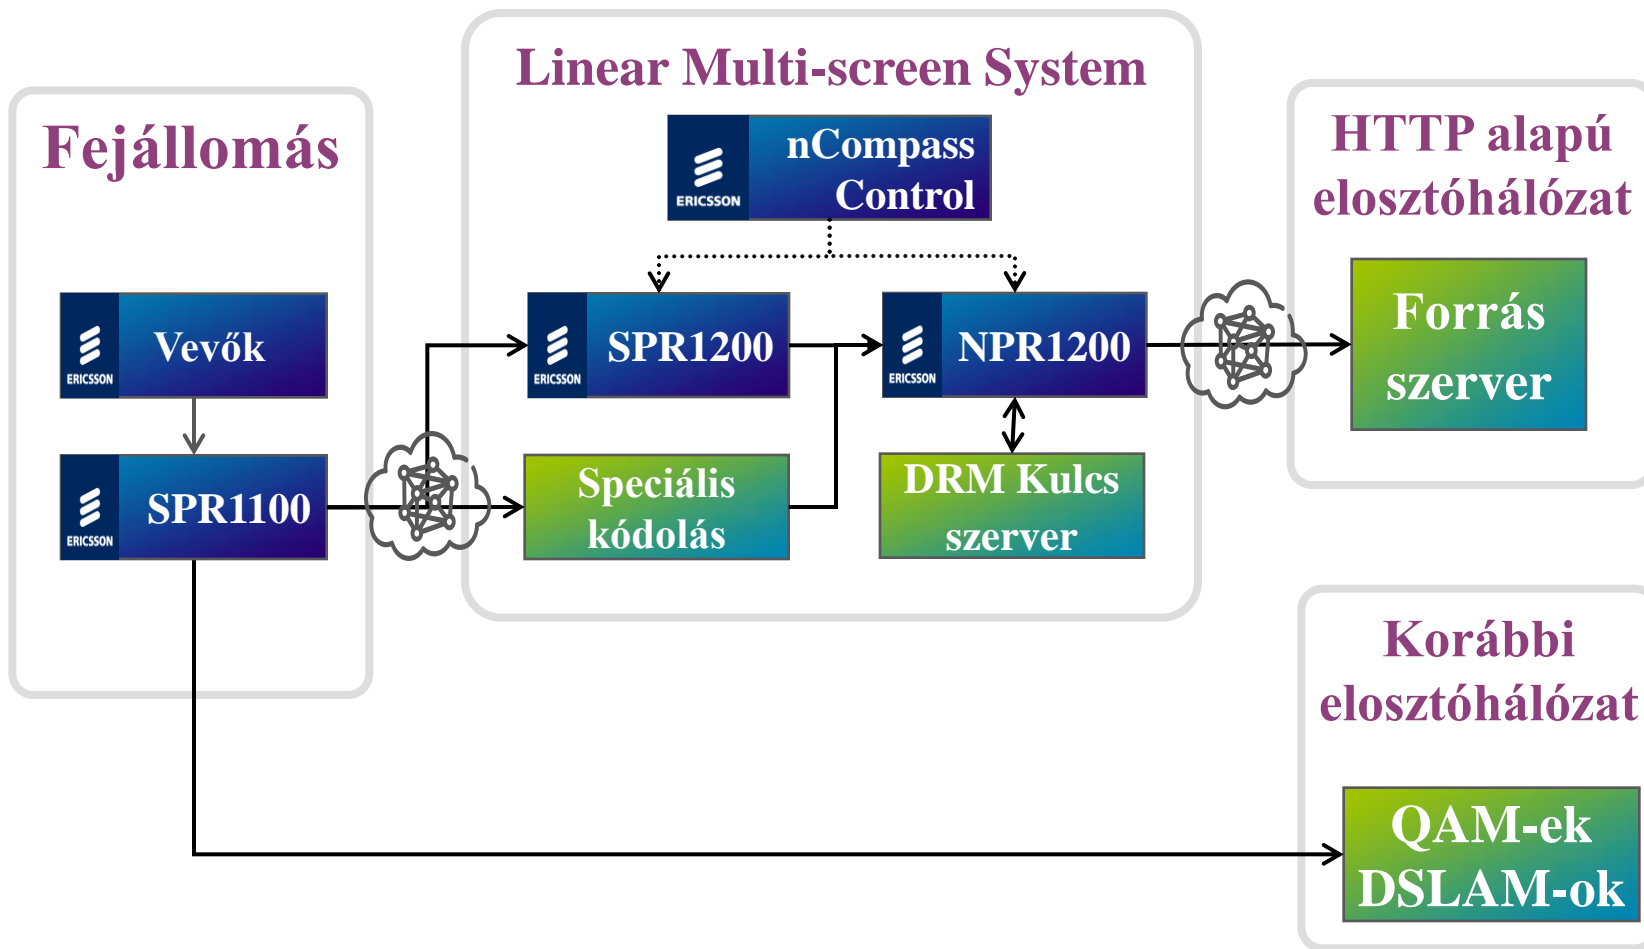 Linear Multi-screen System
Fejállomás
nCompass
Control
ERICSSON
HTTP alapú
elosztóhálózat
Vevők
ERICSSON
SPR1200
ERICSSON
NPR1200
ERICSSON
Forrás
szerver
SPR1100
ERICSSON
Speciális
kódolás
DRM Kulcs
szerver
Korábbi
elosztóhálózat
QAM-ek
DSLAM-ok